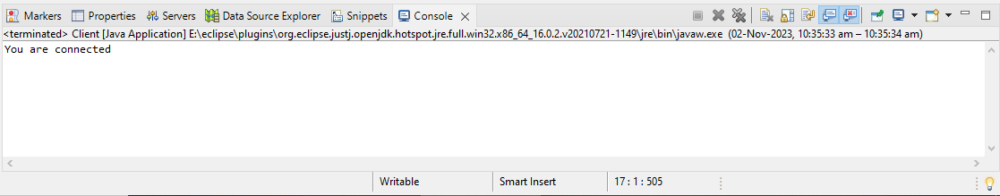 Markers Properties Servers Data Source Explorer Snippets Console
<terminated> Client [Java Application] E:\eclipse\plugins\org.eclipse.justj.openjdk.hotspot.jre.full.win32.x86_64_16.0.2.v20210721-1149\jre\bin\javaw.exe (02-Nov-2023, 10:35:33 am – 10:35:34 am)
You are connected
Writable Smart Insert 17 : 1 : 505